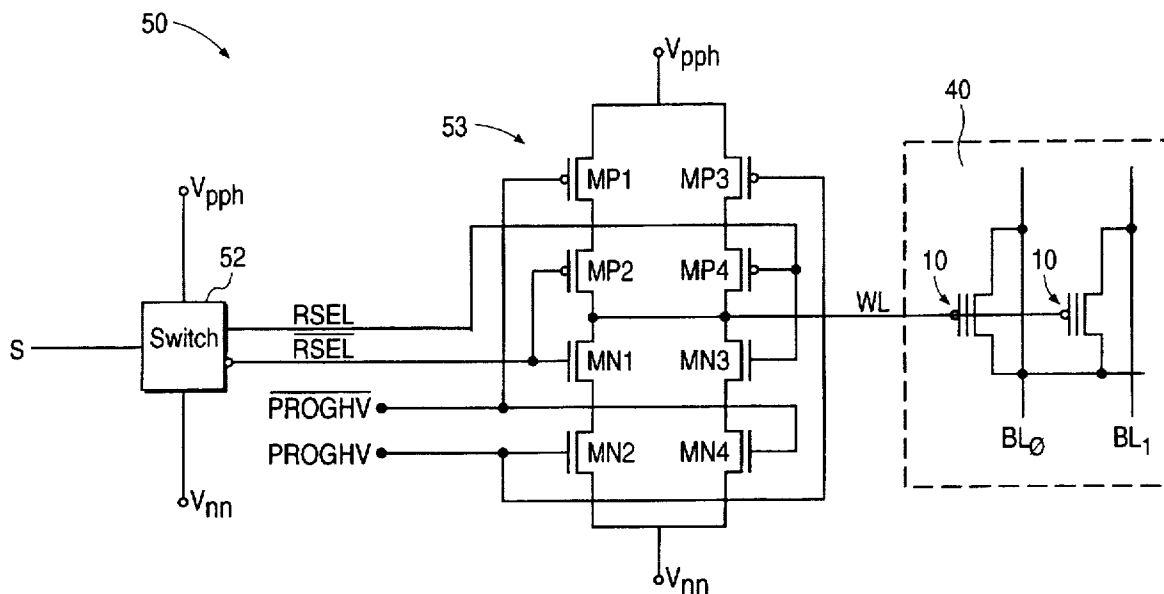 50
Vpph
53
40
MP1
MP3
Vpph
52
MP2
MP4
10
10
WL
RSEL
Switch
S
RSEL
MN1
MN3
PROGHV
PROGHV
MN2
MN4
BLØ
BL1
Vnn
Vnn